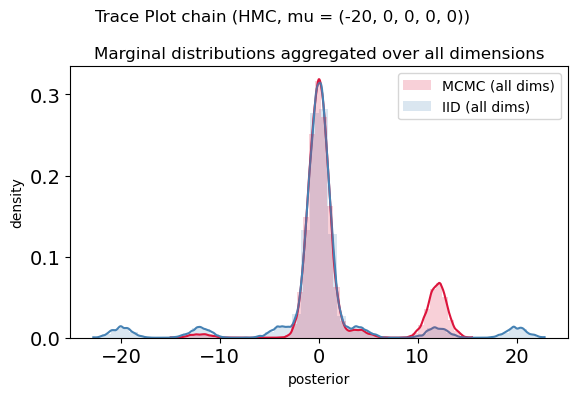 Trace Plot chain (HMC, mu = (-20, 0, 0, 0, 0))
Marginal distributions aggregated over all dimensions
MCMC (all dims)
IID (all dims)
density
0.3
0.2
0.1
0.0
−20
−10
0
10
20
posterior